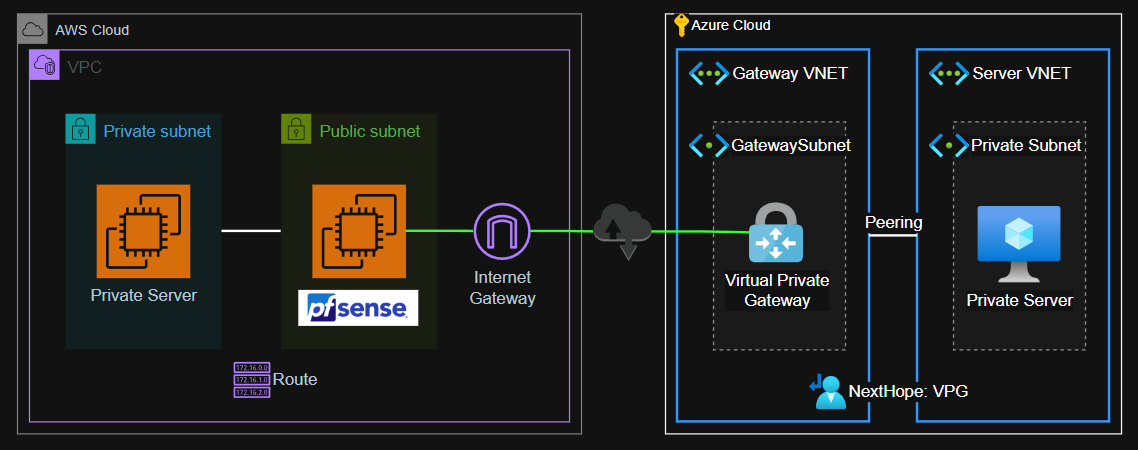 AWS Cloud
VPC
Private subnet
Public subnet
Private Server
pfsense
Internet
Gateway
172.16.0.0
172.16.1.0
172.16.2.0
Route
Azure Cloud
Gateway VNET
GatewaySubnet
Virtual Private
Gateway
Peering
Server VNET
Private Subnet
Private Server
NextHope: VPG